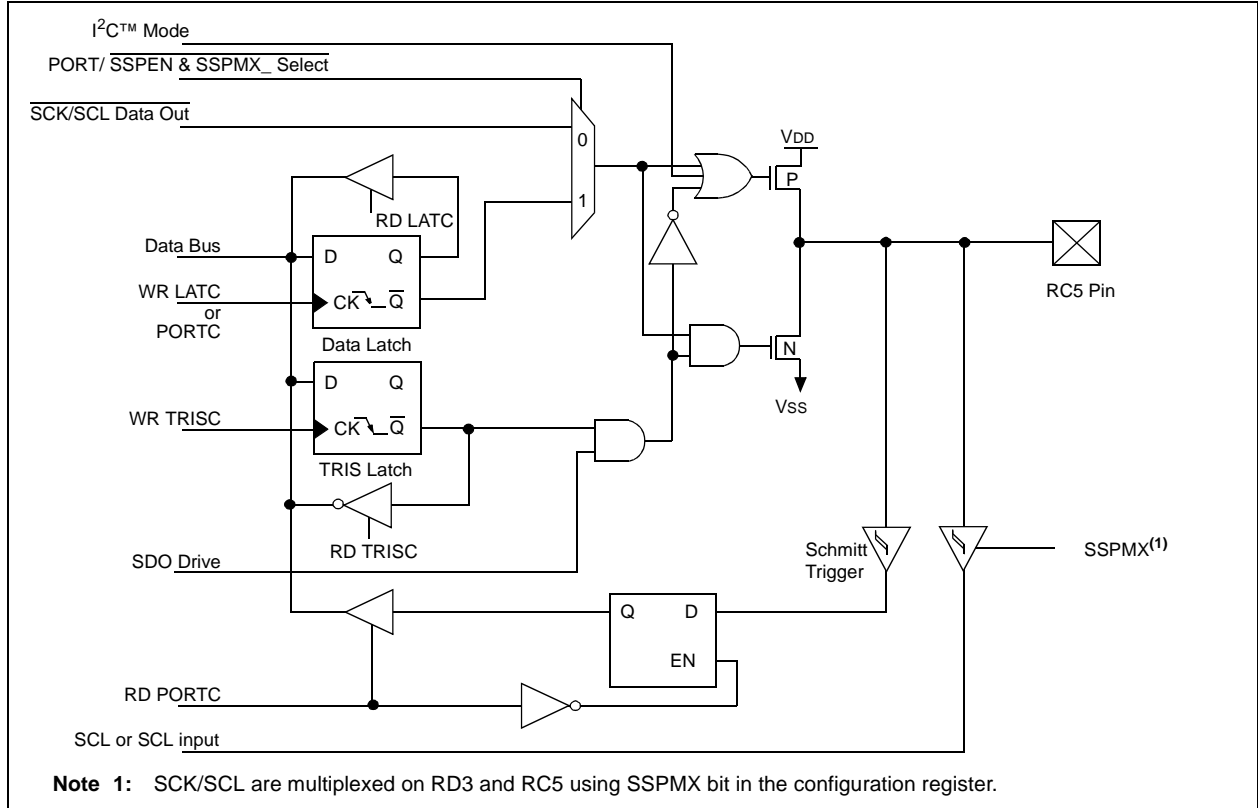 I²C™ Mode
PORT/ SSPEN & SSPMX_ Select
SCK/SCL Data Out
0
VDD
P
1
RD LATC
Data Bus
D Q
RC5 Pin
WR LATC
or
PORTC
CK Q
N
Data Latch
VSS
D Q
WR TRISC
CK Q
TRIS Latch
RD TRISC
Schmitt
Trigger
SSPMX(1)
SDO Drive
Q D
EN
RD PORTC
SCL or SCL input
Note 1: SCK/SCL are multiplexed on RD3 and RC5 using SSPMX bit in the configuration register.